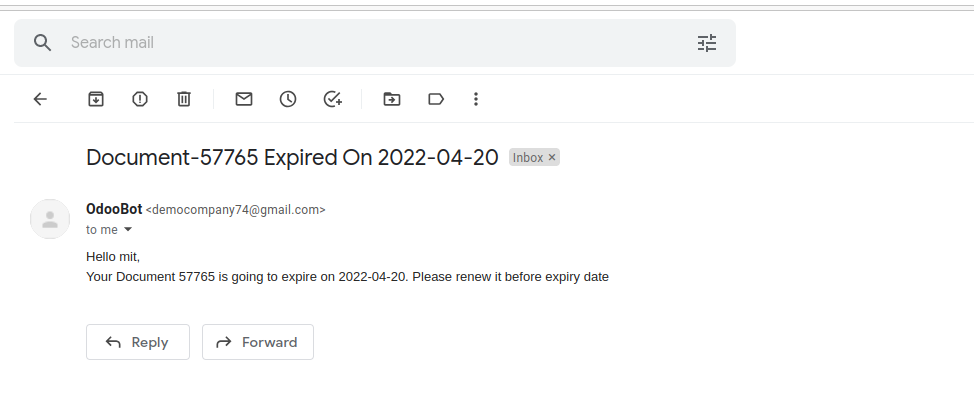 Search mail
Document-57765 Expired On 2022-04-20 Inbox ×
OdooBot <democompany74@gmail.com>
to me
Hello mit,
Your Document 57765 is going to expire on 2022-04-20. Please renew it before expiry date
Reply Forward